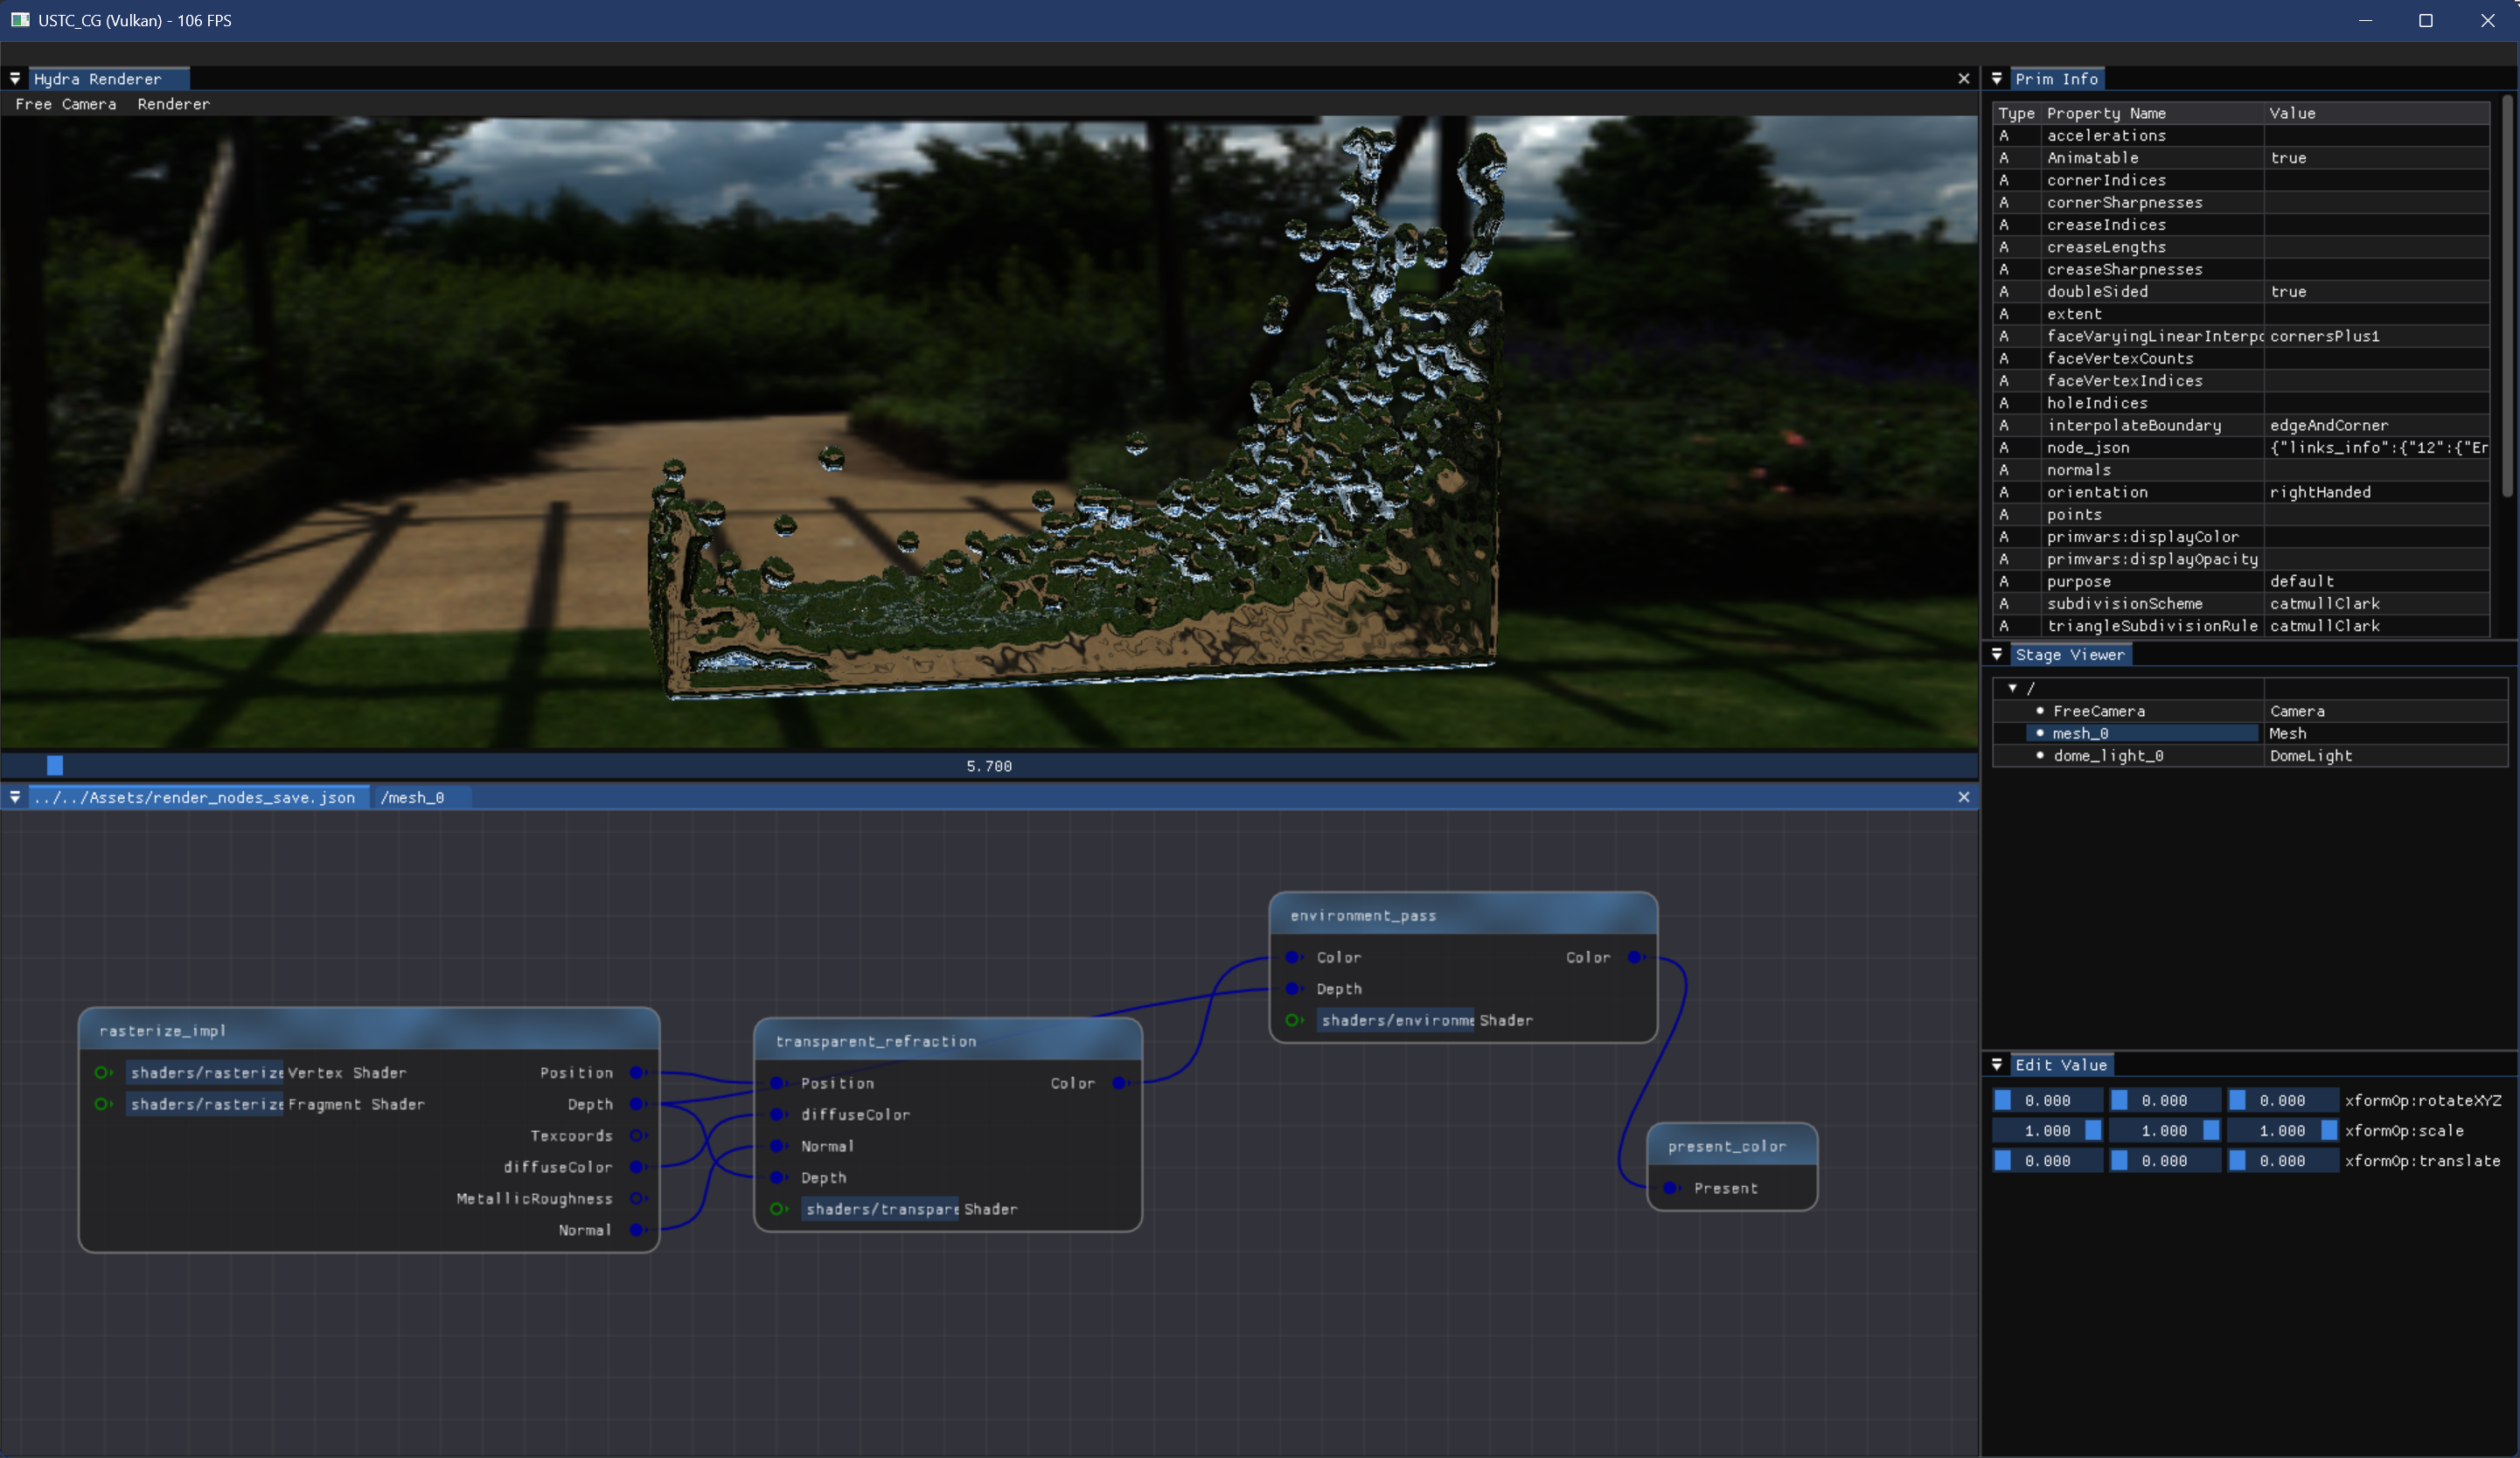 USTC_CG (Vulkan) - 106 FPS
Hydra Renderer
Free Camera Renderer
5.700
../../Assets/render_nodes_save.json /mesh_0
rasterize_impl
shaders/rasterize Vertex Shader Position
shaders/rasterize Fragment Shader Depth
Texcoords
diffuseColor
MetallicRoughness
Normal
transparent_refraction
Position Color
diffuseColor
Normal
Depth
shaders/transpare Shader
environment_pass
Color Color
Depth
shaders/environme Shader
present_color
Present
Prim Info
Type Property Name Value
A accelerations
A Animatable true
A cornerIndices
A cornerSharpnesses
A creaseIndices
A creaseLengths
A creaseSharpnesses
A doubleSided true
A extent
A faceVaryingLinearInterpo cornersPlus1
A faceVertexCounts
A faceVertexIndices
A holeIndices
A interpolateBoundary edgeAndCorner
A node_json {"links_info":{"12":{"Er
A normals
A orientation rightHanded
A points
A primvars:displayColor
A primvars:displayOpacity
A purpose default
A subdivisionScheme catmullClark
A triangleSubdivisionRule catmullClark
Stage Viewer
/
FreeCamera Camera
mesh_0 Mesh
dome_light_0 DomeLight
Edit Value
0.000 0.000 0.000 xformOp:rotateXYZ
1.000 1.000 1.000 xformOp:scale
0.000 0.000 0.000 xformOp:translate